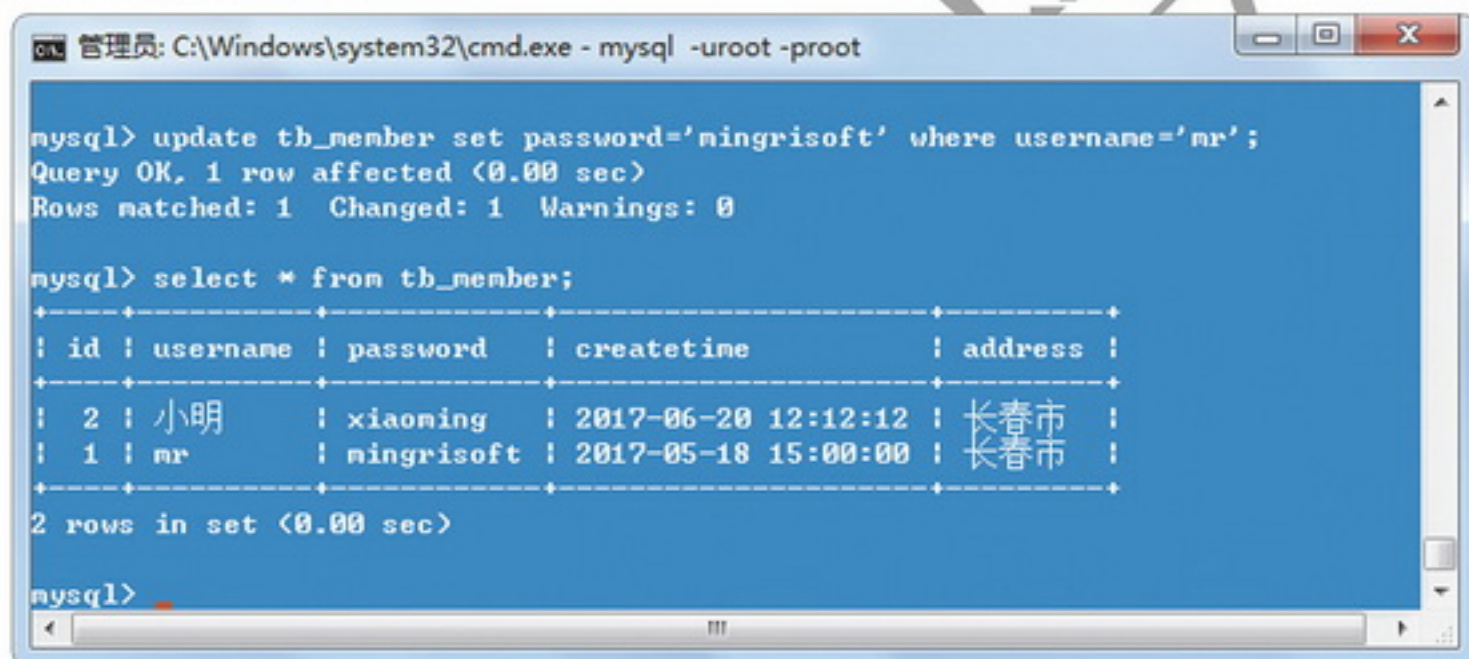 管理员: C:\Windows\system32\cmd.exe - mysql -uroot -proot
mysql> update tb_member set password='mingrisoft' where username='mr';
Query OK, 1 row affected (0.00 sec)
Rows matched: 1  Changed: 1  Warnings: 0
mysql> select * from tb_member;
+----+----------+------------+---------------------+---------+
| id | username | password   | createtime          | address |
+----+----------+------------+---------------------+---------+
|  2 | 小明     | xiaoming   | 2017-06-20 12:12:12 | 长春市  |
|  1 | mr       | mingrisoft | 2017-05-18 15:00:00 | 长春市  |
+----+----------+------------+---------------------+---------+
2 rows in set (0.00 sec)
mysql>